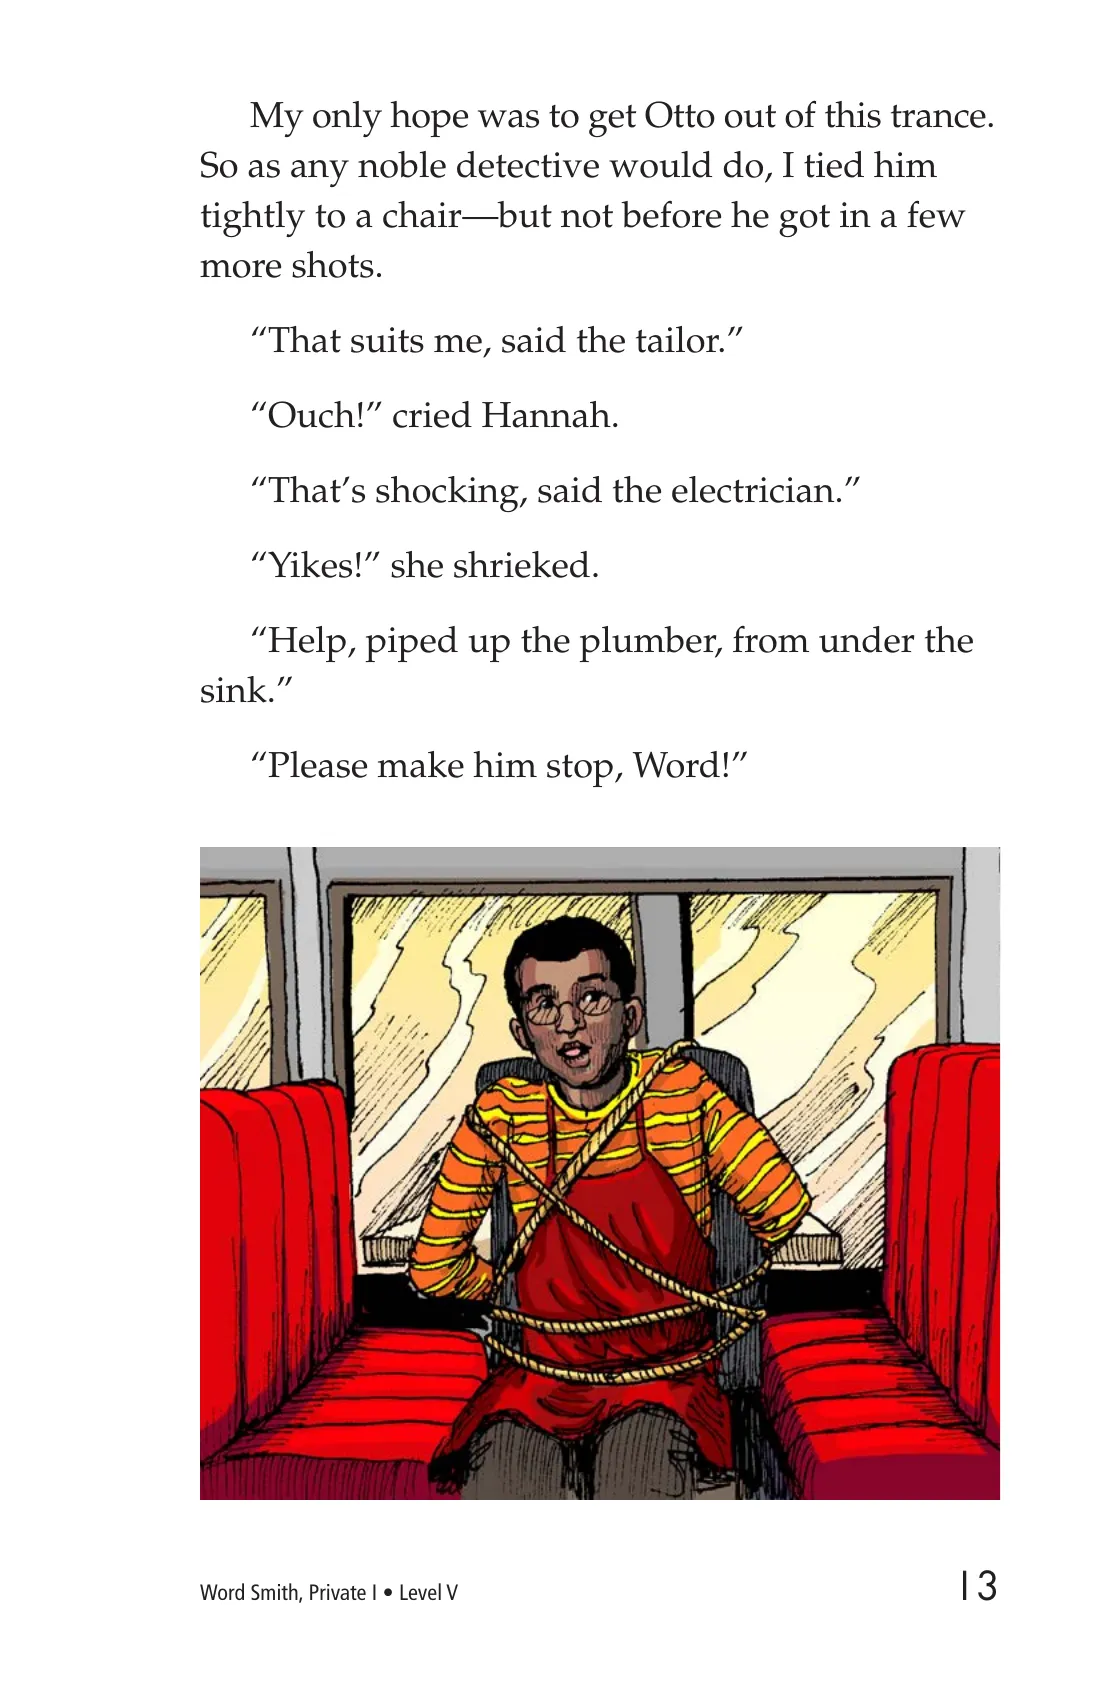 My only hope was to get Otto out of this trance.
So as any noble detective would do, I tied him
tightly to a chair—but not before he got in a few
more shots.
“That suits me, said the tailor.”
“Ouch!” cried Hannah.
“That’s shocking, said the electrician.”
“Yikes!” she shrieked.
“Help, piped up the plumber, from under the
sink.”
“Please make him stop, Word!”
Word Smith, Private I • Level V
13